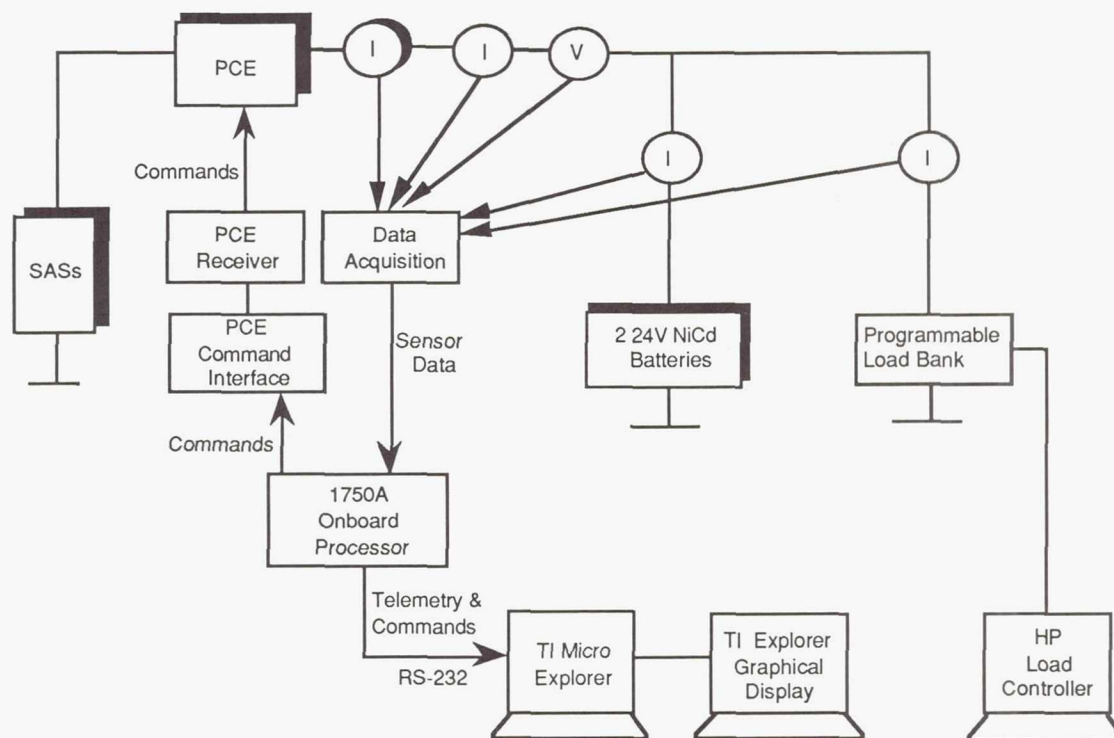 PCE
I
I
V
Commands
I
I
SASs
PCE
Receiver
Data
Acquisition
PCE
Command
Interface
Sensor
Data
2 24V NiCd
Batteries
Programmable
Load Bank
Commands
1750A
Onboard
Processor
Telemetry &
Commands
RS-232
TI Micro
Explorer
TI Explorer
Graphical
Display
HP
Load
Controller